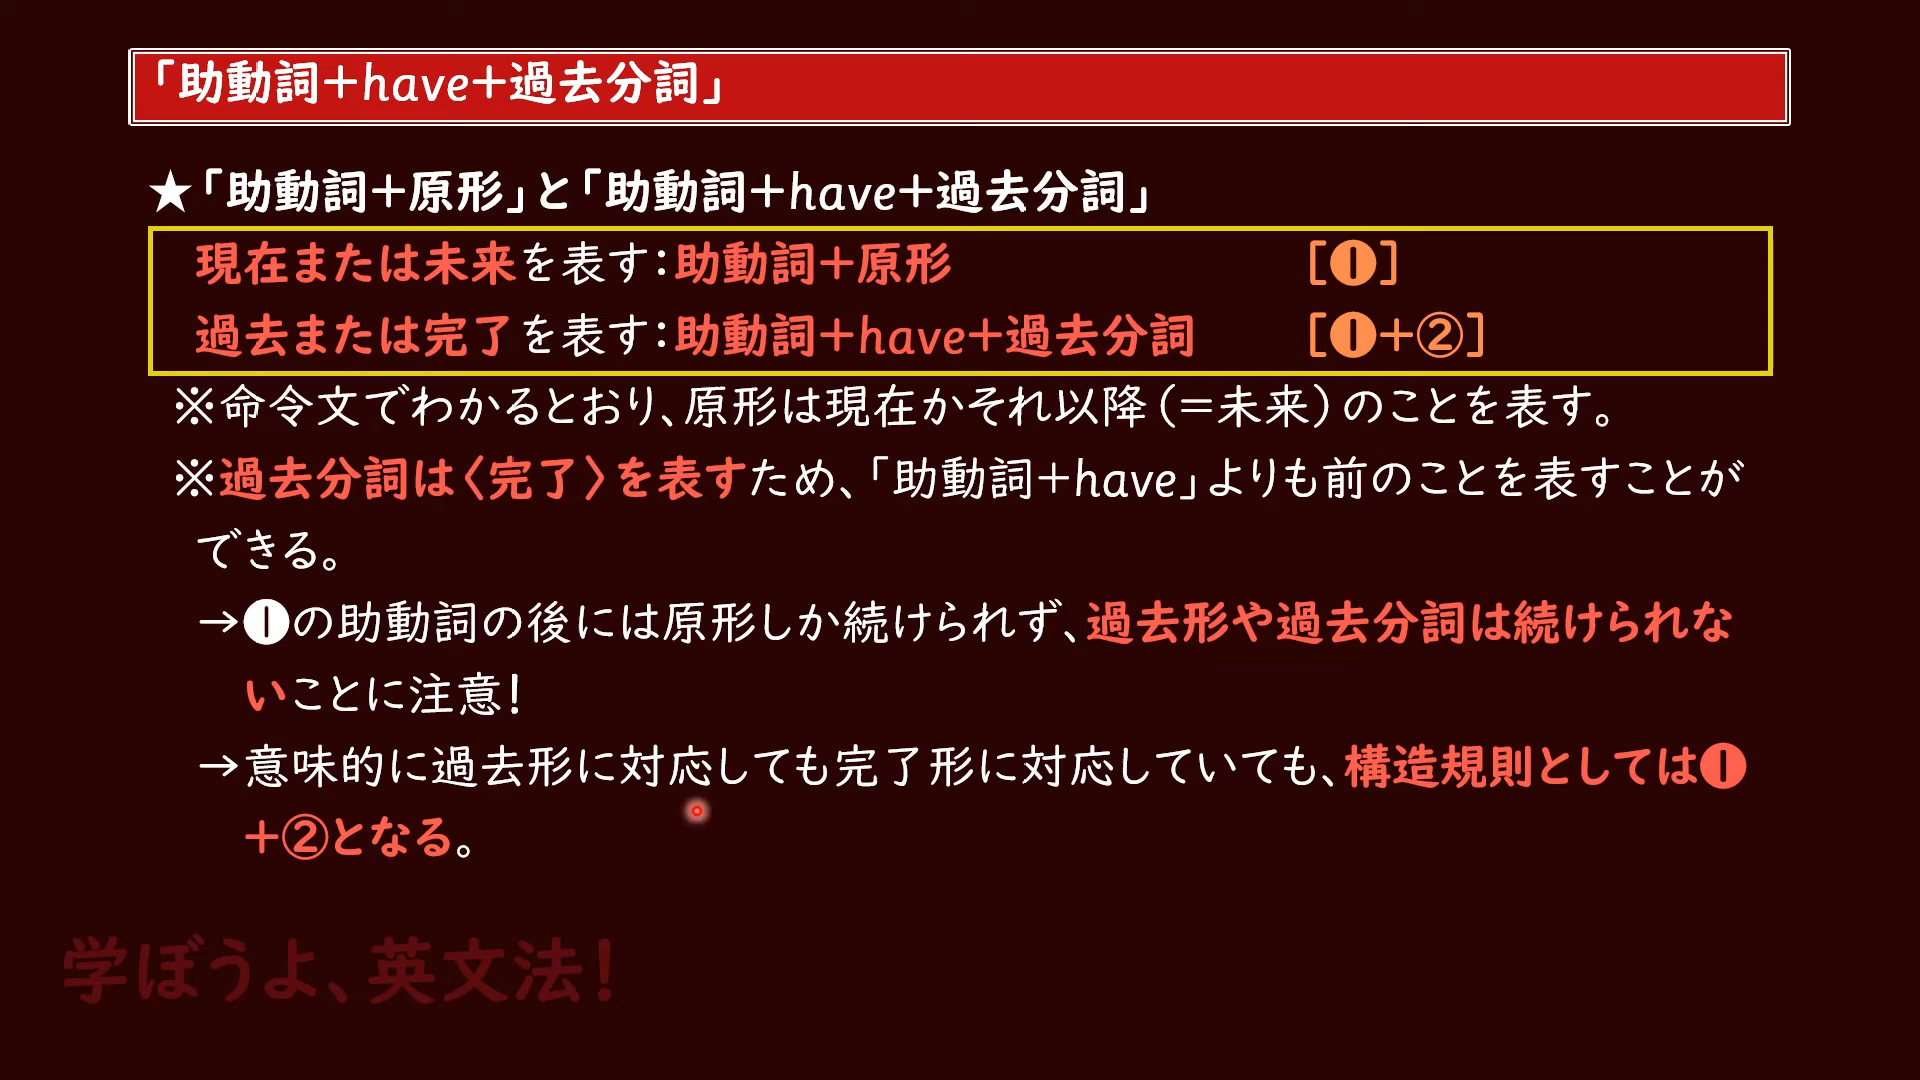 「助動詞+have+過去分詞」
★「助動詞+原形」と「助動詞+have+過去分詞」
現在または未来を表す：助動詞+原形 [❶]
過去または完了を表す：助動詞+have+過去分詞 [❶+②]
※命令文でわかるとおり、原形は現在かそれ以降（＝未来）のことを表す。
※過去分詞は〈完了〉を表すため、「助動詞+have」よりも前のことを表すことが
できる。
→❶の助動詞の後には原形しか続けられず、過去形や過去分詞は続けられな
いことに注意！
→意味的に過去形に対応しても完了形に対応していても、構造規則としては❶
+②となる。
学ぼうよ、英文法！